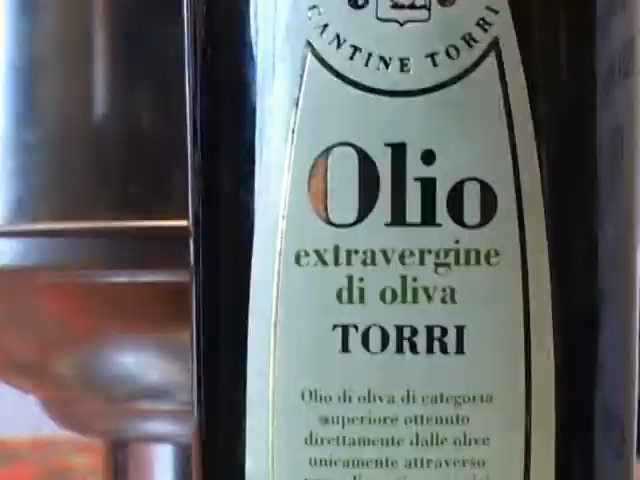 CANTINE TORRI
Olio
extravergine
di oliva
TORRI
Olio di oliva di categoria
superiore ottenuto
direttamente dalle olive
unicamente attraverso